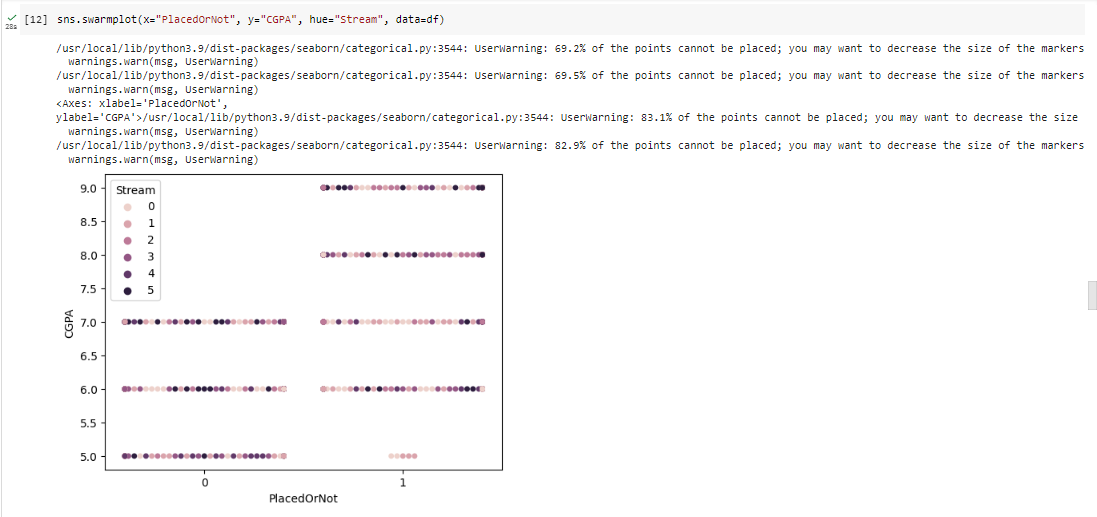 [12] sns.swarmplot(x="PlacedOrNot", y="CGPA", hue="Stream", data=df)
28s
/usr/local/lib/python3.9/dist-packages/seaborn/categorical.py:3544: UserWarning: 69.2% of the points cannot be placed; you may want to decrease the size of the markers
warnings.warn(msg, UserWarning)
/usr/local/lib/python3.9/dist-packages/seaborn/categorical.py:3544: UserWarning: 69.5% of the points cannot be placed; you may want to decrease the size of the markers
warnings.warn(msg, UserWarning)
<Axes: xlabel='PlacedOrNot',
ylabel='CGPA'>/usr/local/lib/python3.9/dist-packages/seaborn/categorical.py:3544: UserWarning: 83.1% of the points cannot be placed; you may want to decrease the size
warnings.warn(msg, UserWarning)
/usr/local/lib/python3.9/dist-packages/seaborn/categorical.py:3544: UserWarning: 82.9% of the points cannot be placed; you may want to decrease the size of the markers
warnings.warn(msg, UserWarning)
Stream
0
1
2
3
4
5
9.0
8.5
8.0
7.5
7.0
6.5
6.0
5.5
5.0
CGPA
0
1
PlacedOrNot